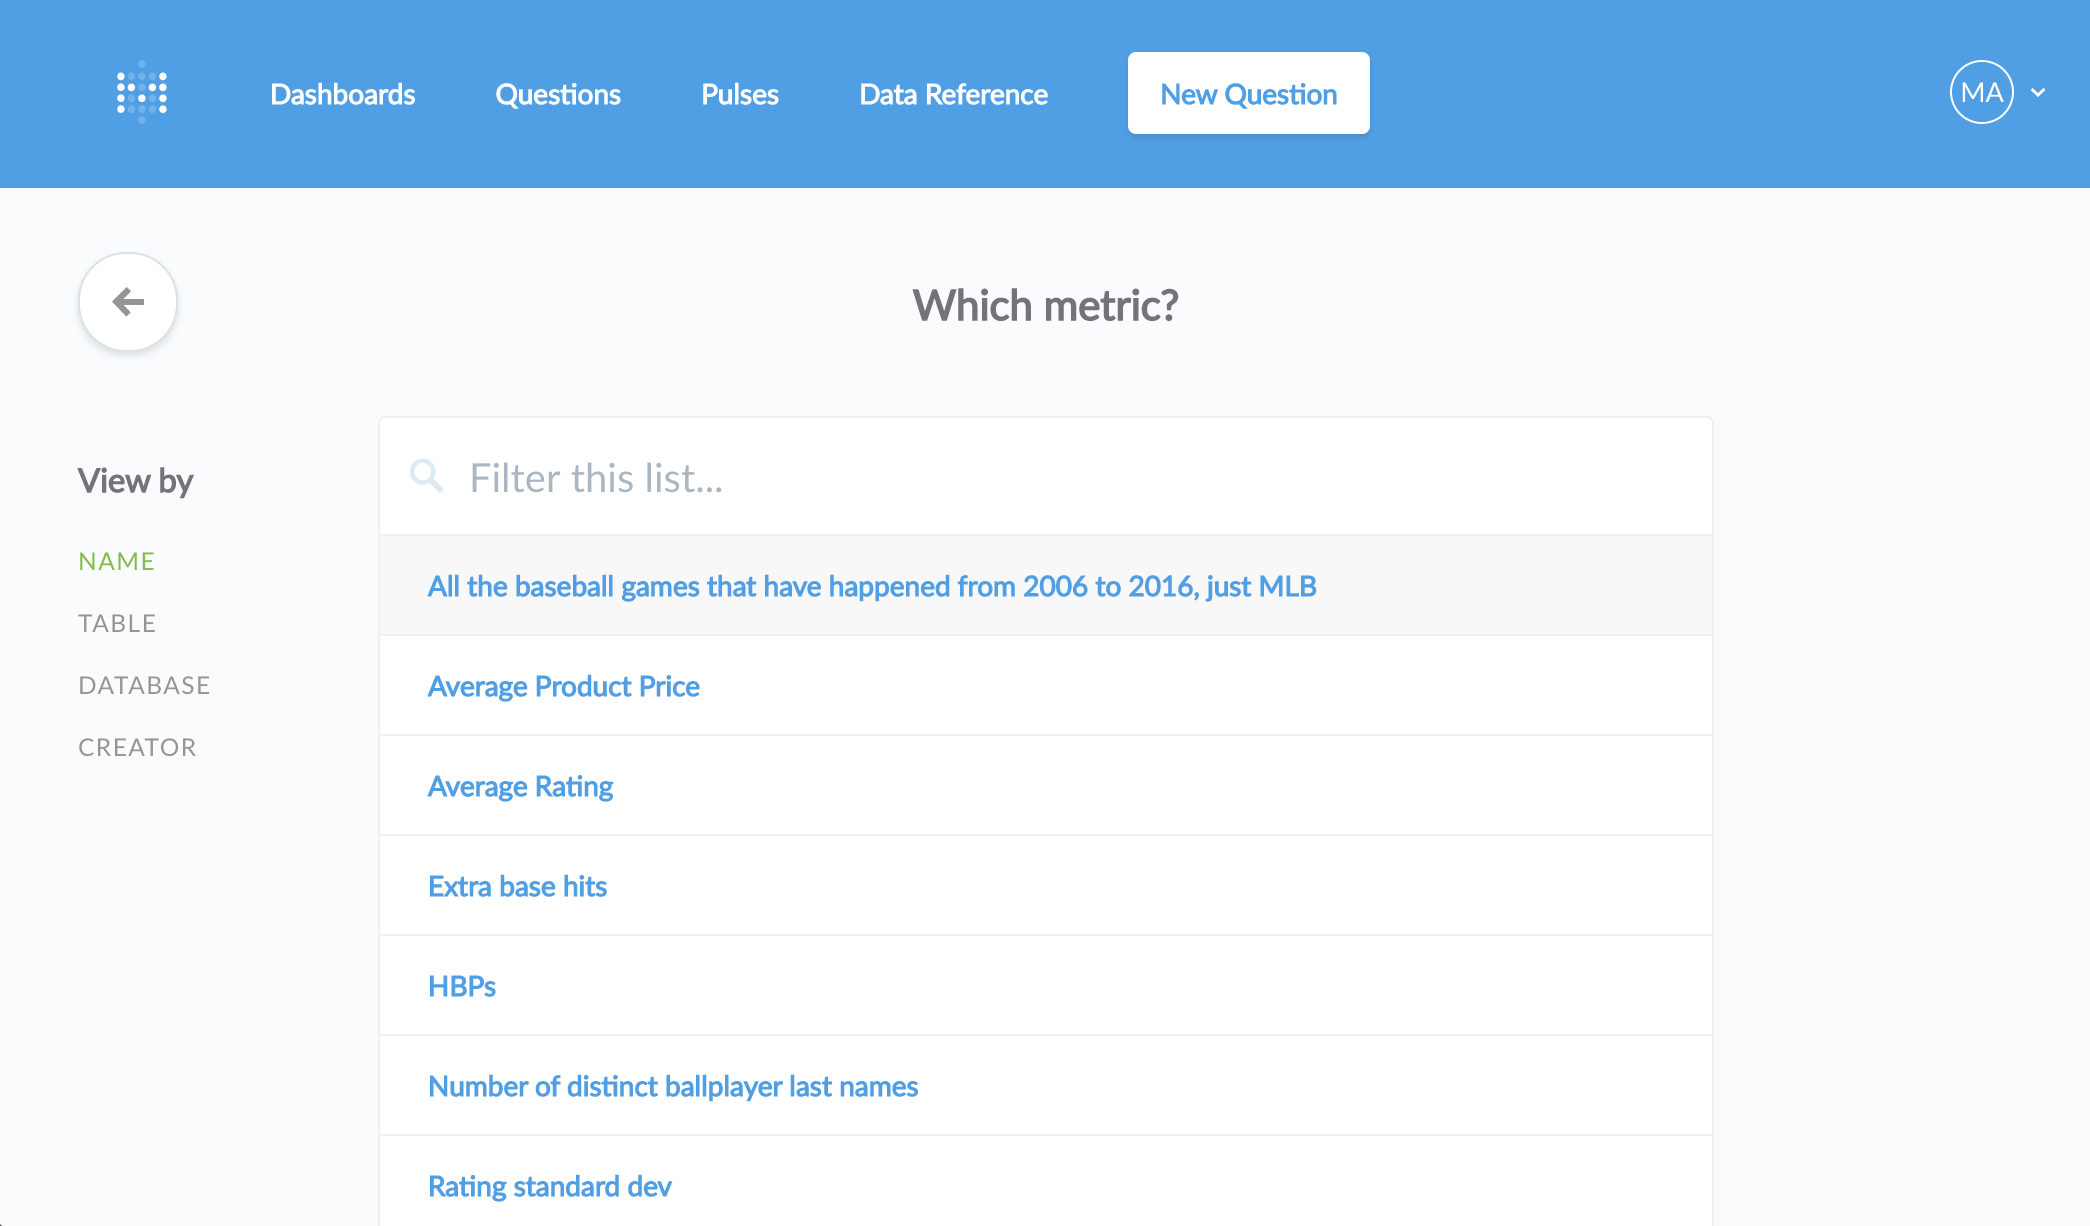 Dashboards Questions Pulses Data Reference New Question MA
Which metric?
View by
NAME
TABLE
DATABASE
CREATOR
Filter this list...
All the baseball games that have happened from 2006 to 2016, just MLB
Average Product Price
Average Rating
Extra base hits
HBPs
Number of distinct ballplayer last names
Rating standard dev